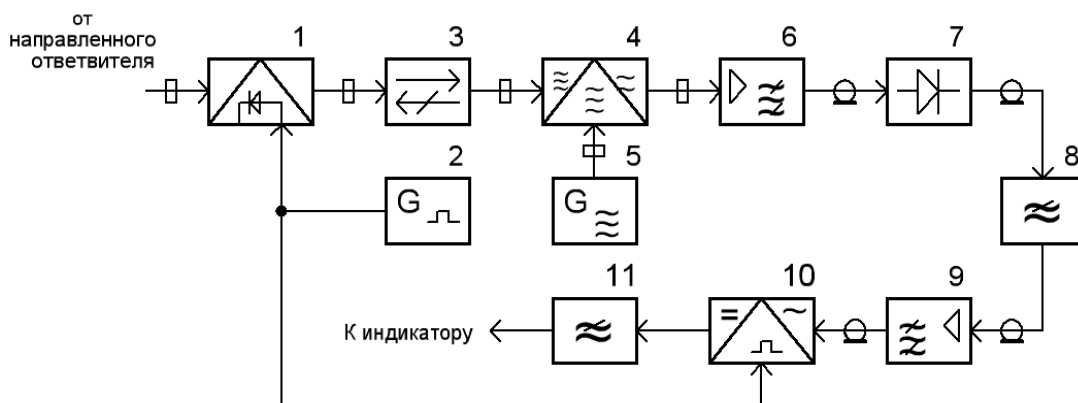 от
направленного
ответвителя
1
3
4
6
7
2
G
5
G
8
11
10
9
=
К индикатору